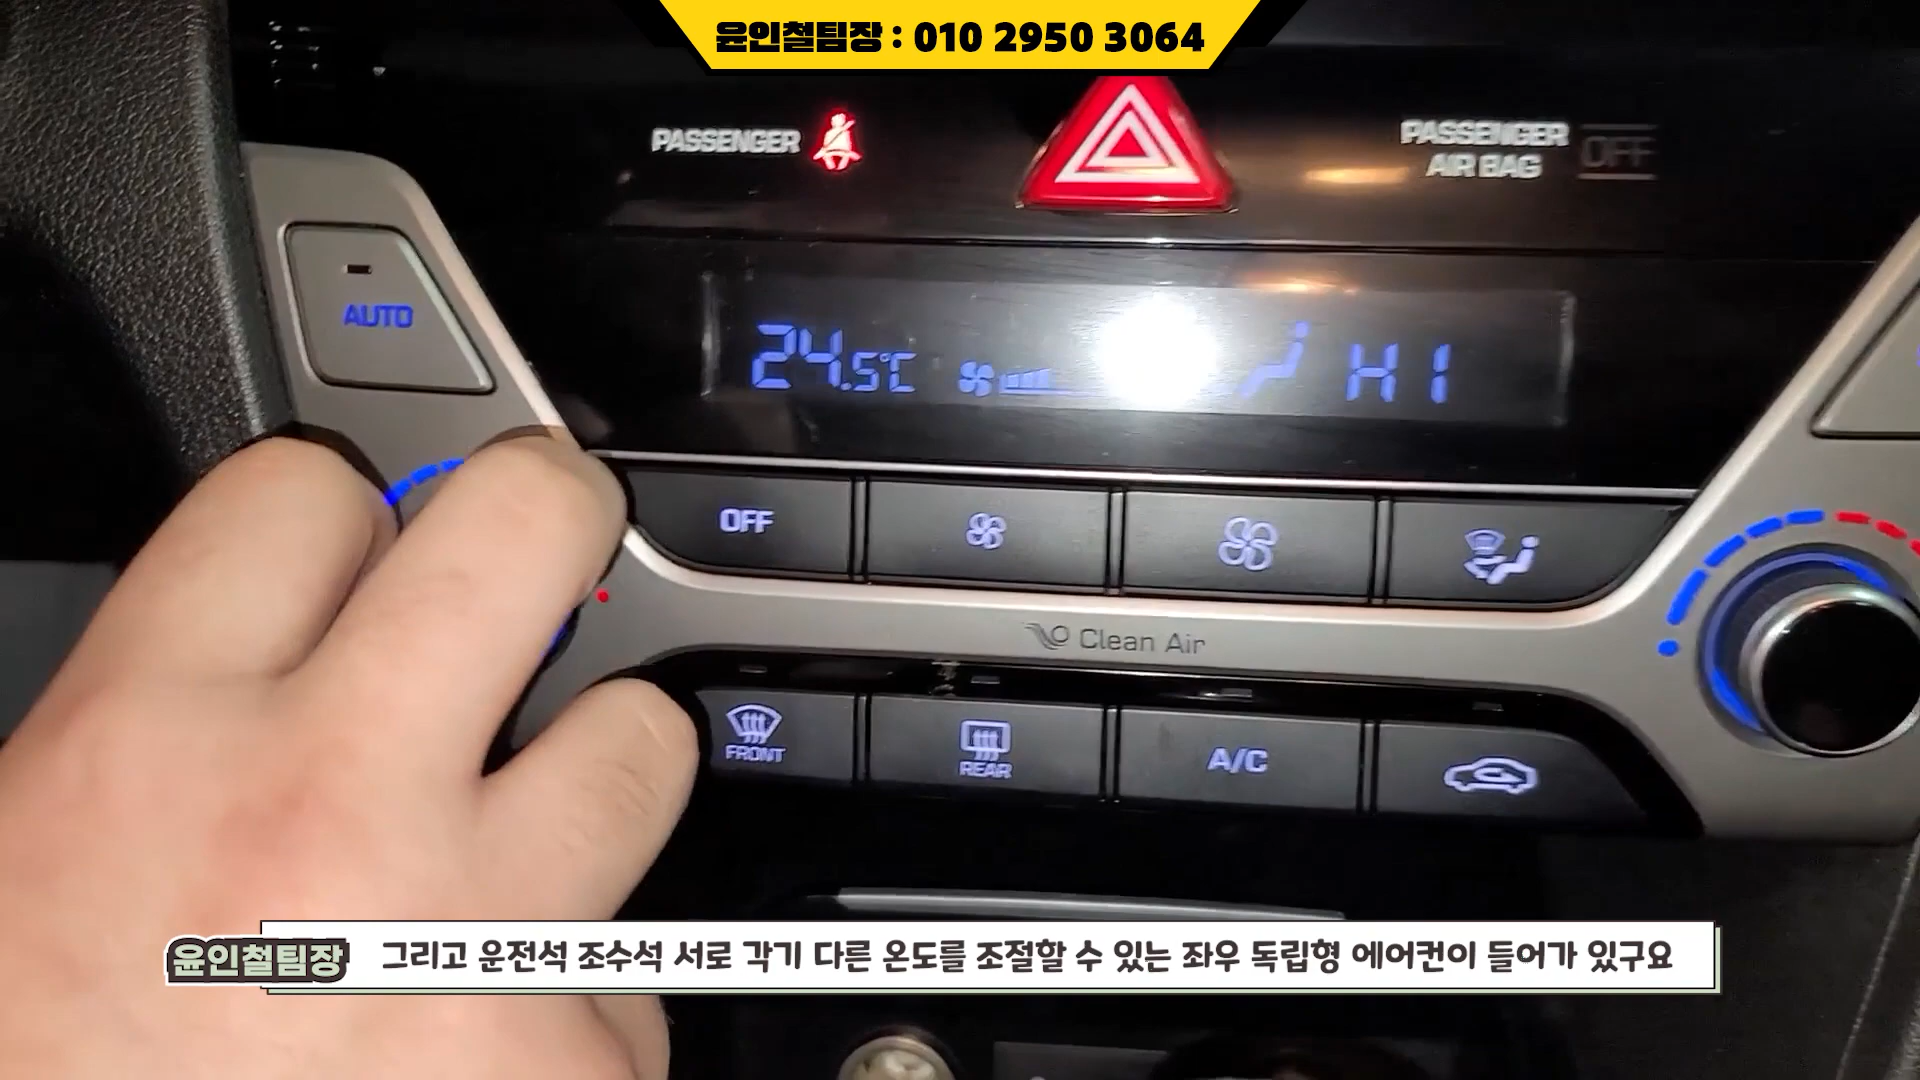 윤인철팀장 : 010 2950 3064
PASSENGER
PASSENGER
AIR BAG
OFF
AUTO
24.5℃
HI
OFF
Clean Air
FRONT
REAR
A/C
윤인철팀장
그리고 운전석 조수석 서로 각기 다른 온도를 조절할 수 있는 좌우 독립형 에어컨이 들어가 있구요